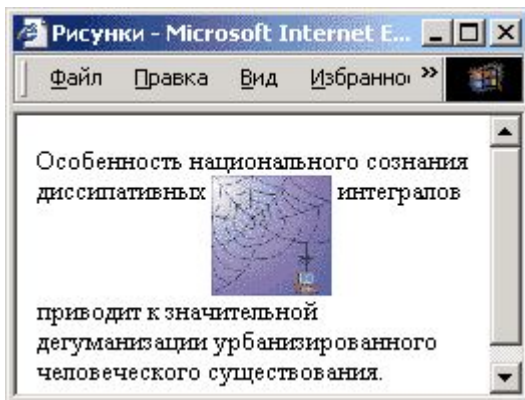 Рисунки - Microsoft Internet E...
Файл Правка Вид Избранно »
Особенность национального сознания
диссипативных интегралов
приводит к значительной
дегуманизации урбанизированного
человеческого существования.